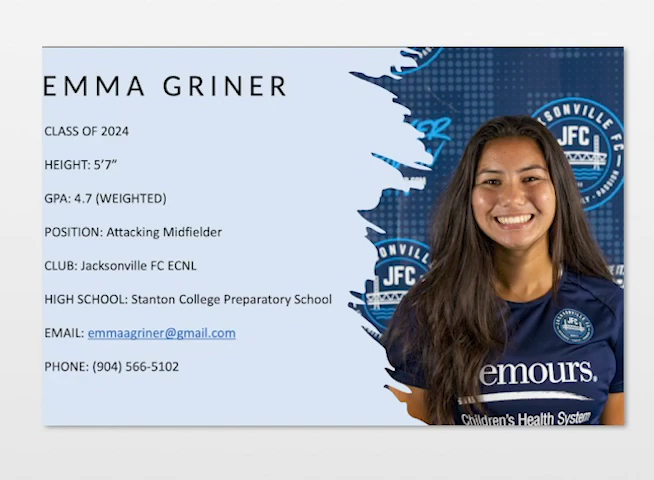 EMMA GRINER
CLASS OF 2024
HEIGHT: 5’7”
GPA: 4.7 (WEIGHTED)
POSITION: Attacking Midfielder
CLUB: Jacksonville FC ECNL
HIGH SCHOOL: Stanton College Preparatory School
EMAIL: emmaagriner@gmail.com
PHONE: (904) 566-5102
JFC
JFC
emours.
Children's Health System